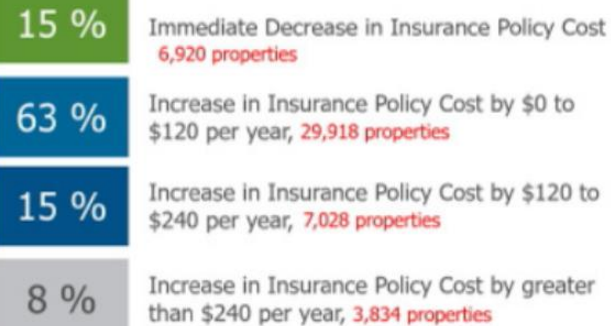 15 %
Immediate Decrease in Insurance Policy Cost
6,920 properties
63 %
Increase in Insurance Policy Cost by $0 to
$120 per year, 29,918 properties
15 %
Increase in Insurance Policy Cost by $120 to
$240 per year, 7,028 properties
8 %
Increase in Insurance Policy Cost by greater
than $240 per year, 3,834 properties